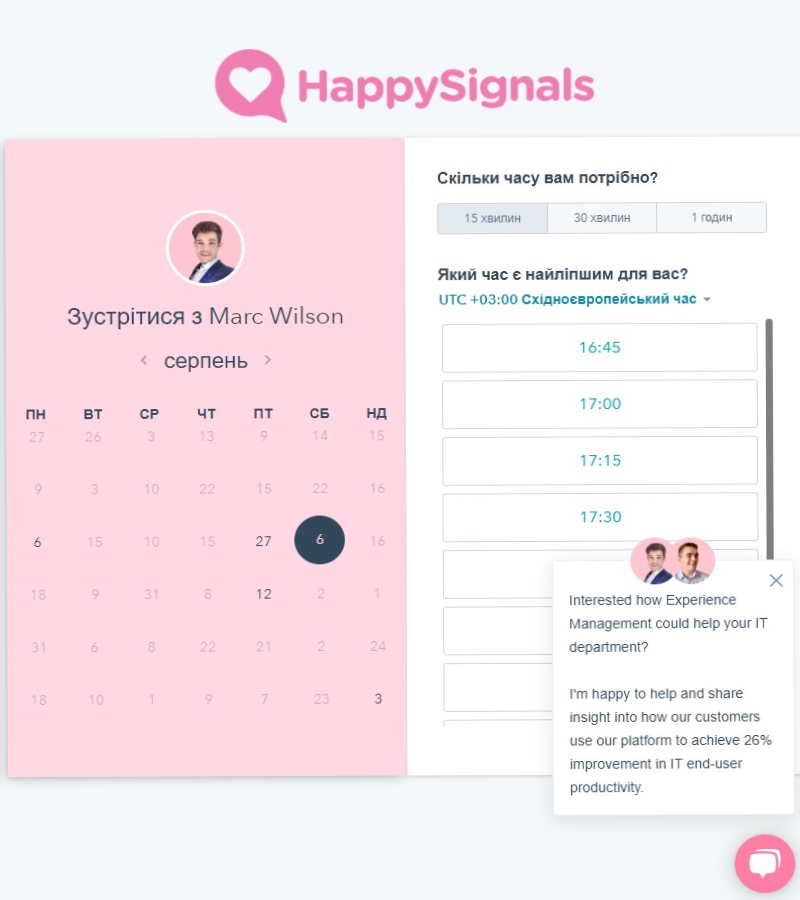 HappySignals
Зустрітися з Marc Wilson
серпень
ПН ВТ СР ЧТ ПТ СБ НД
27 26 3 13 9 14 15
9 3 10 22 15 22 16
6 15 10 15 27 6 16
18 9 31 8 12 2 1
31 6 8 22 21 2 24
18 10 1 9 7 23 3
Скільки часу вам потрібно?
15 хвилин 30 хвилин 1 годин
Який час є найліпшим для вас?
UTC +03:00 Східноєвропейський час
16:45
17:00
17:15
17:30
Interested how Experience
Management could help your IT
department?
I'm happy to help and share
insight into how our customers
use our platform to achieve 26%
improvement in IT end-user
productivity.